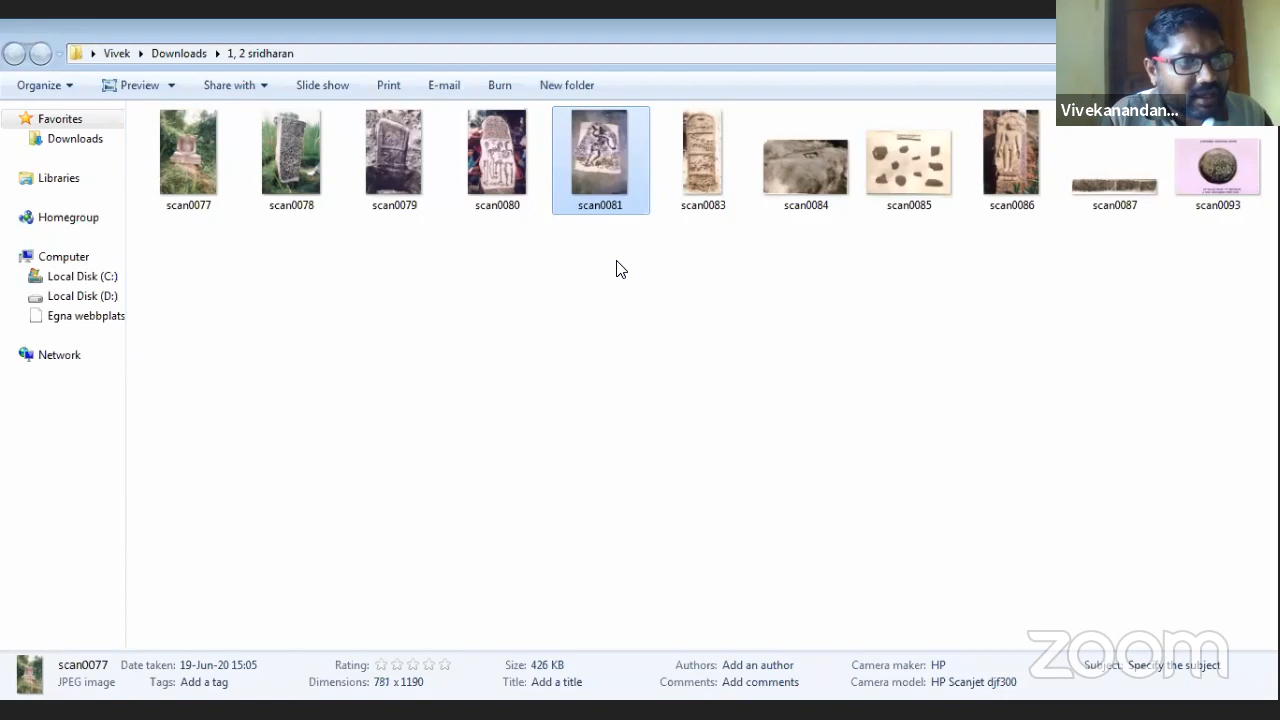 Vivek Downloads 1, 2 sridharan
Organize Preview Share with Slide show Print E-mail Burn New folder
Vivekanandan...
Favorites
Downloads
Libraries
Homegroup
Computer
Local Disk (C:)
Local Disk (D:)
Egna webbplats
Network
scan0077 scan0078 scan0079 scan0080 scan0081 scan0083 scan0084 scan0085 scan0086 scan0087 scan0093
zoom
scan0077 Date taken: 19-Jun-20 15:05 Rating: Size: 426 KB Authors: Add an author Camera maker: HP Subject: Specify the subject
JPEG image Tags: Add a tag Dimensions: 781 x 1190 Title: Add a title Comments: Add comments Camera model: HP Scanjet djf300